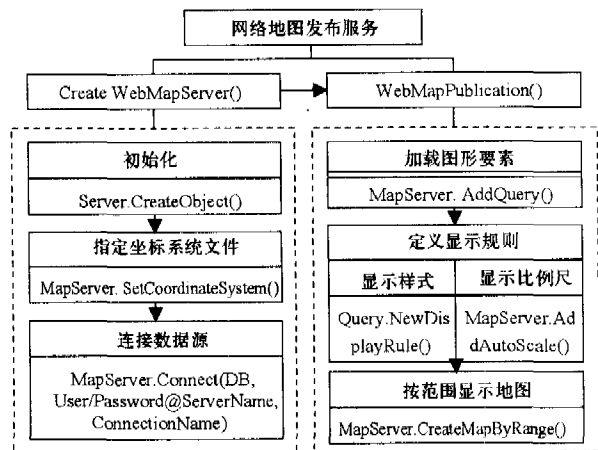 网络地图发布服务
Create WebMapServer()
WebMapPublication()
初始化
Server.CreateObject()
指定坐标系统文件
MapServer. SetCoordinateSystem()
连接数据源
MapServer.Connect(DB,
User/Password@ServerName,
ConnectionName)
加载图形要素
MapServer. AddQuery()
定义显示规则
显示样式
Query.NewDis
playRule()
显示比例尺
MapServer.Ad
dAutoScale()
按范围显示地图
MapServer.CreateMapByRange()